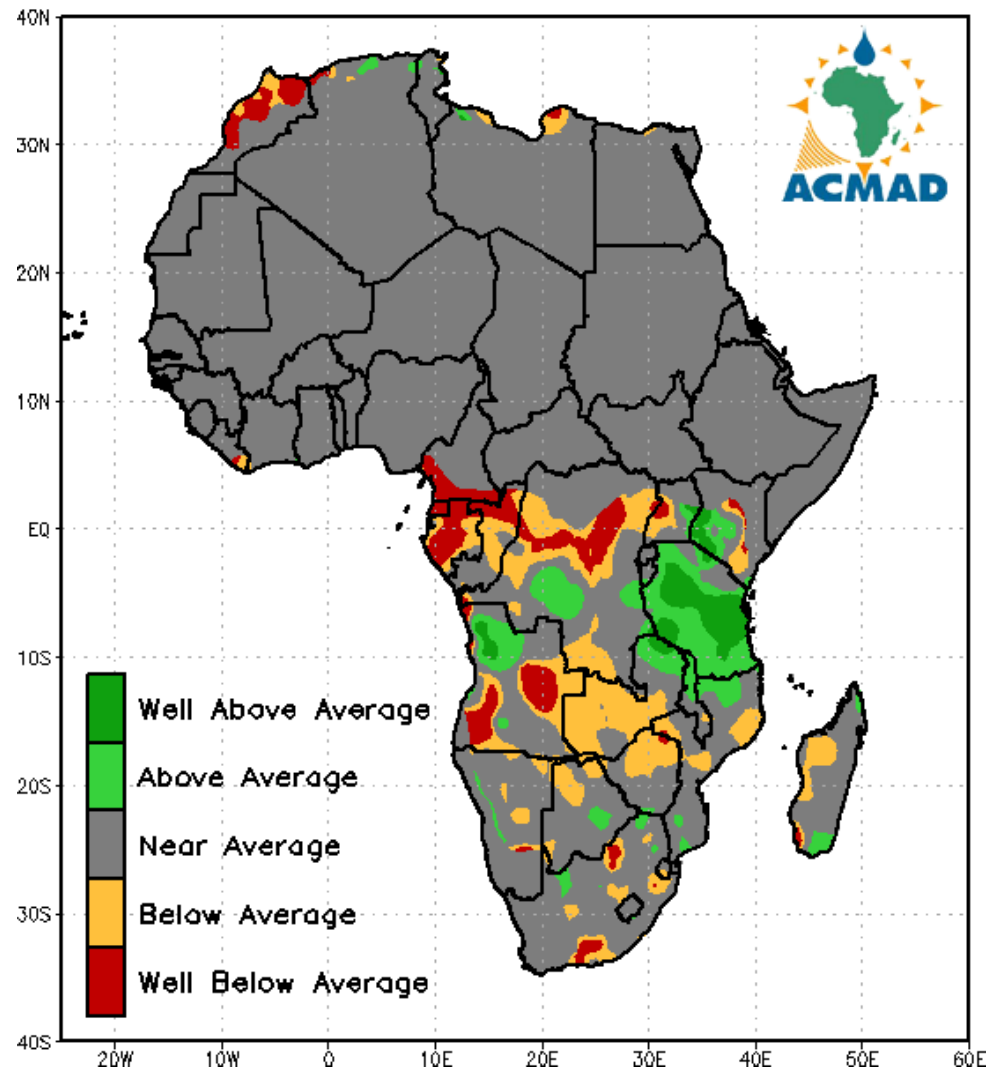 40N
30N
20N
10N
EQ
10S
20S
30S
40S
20W
10W
0
10E
20E
30E
40E
50E
60E
ACMAD
Well Above Average
Above Average
Near Average
Below Average
Well Below Average